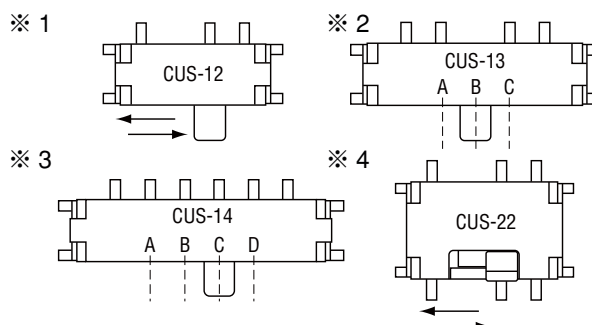 ※ 1
CUS-12
※ 2
CUS-13
A B C
※ 3
CUS-14
A B C D
※ 4
CUS-22